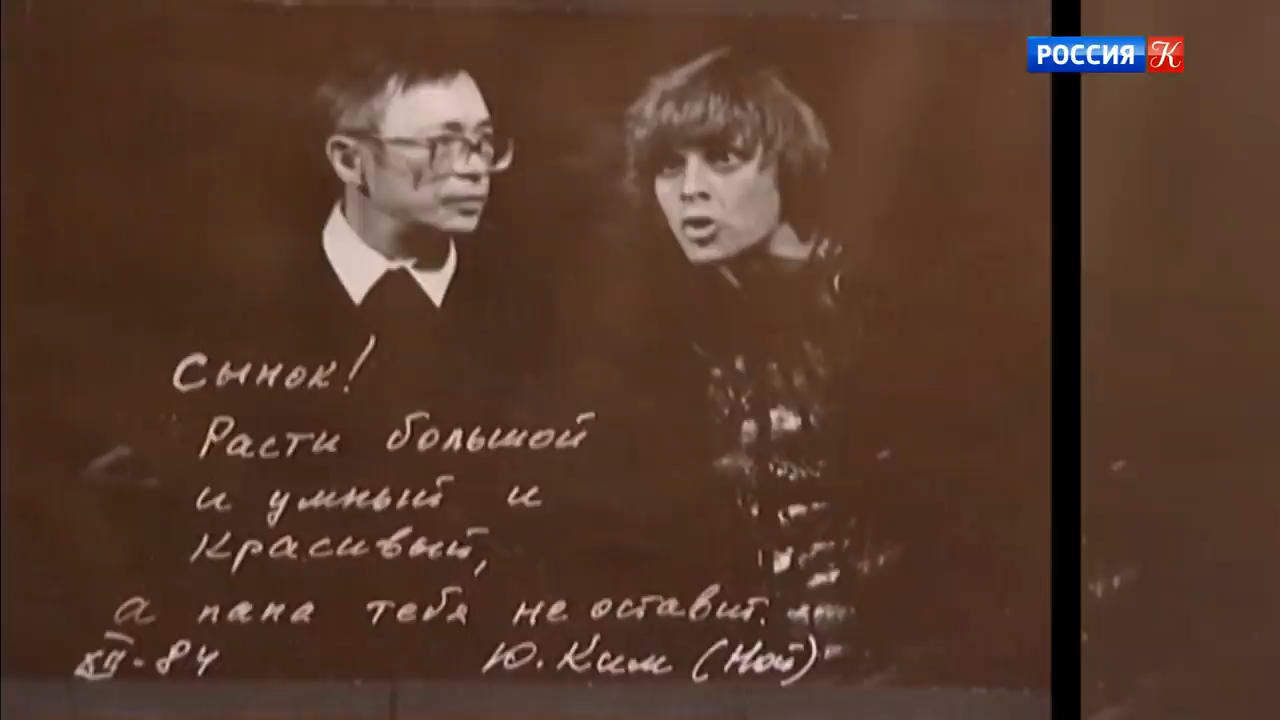 РОССИЯ К
Сынок!
Расти большой
и умный и
Красивый,
а папа тебя не оставит.
XII-84
Ю. Ким (Ной)